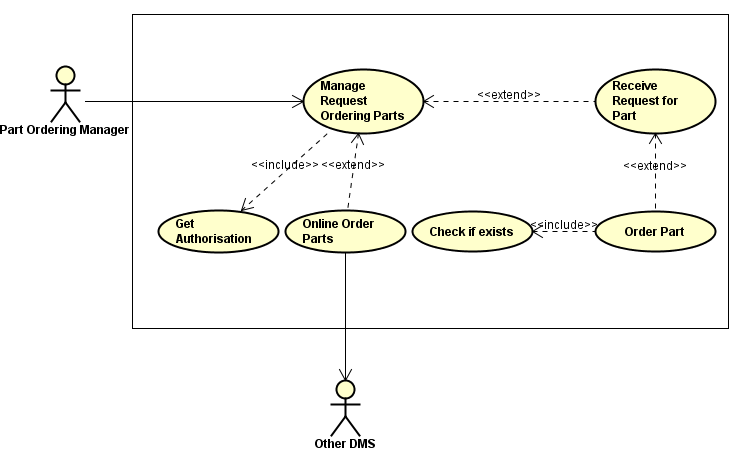 Manage
Request
Ordering Parts
Receive
Request for
Part
<<extend>>
Part Ordering Manager
<<include>>
<<extend>>
<<extend>>
Get
Authorisation
Online Order
Parts
Check if exists
<<include>>
Order Part
Other DMS